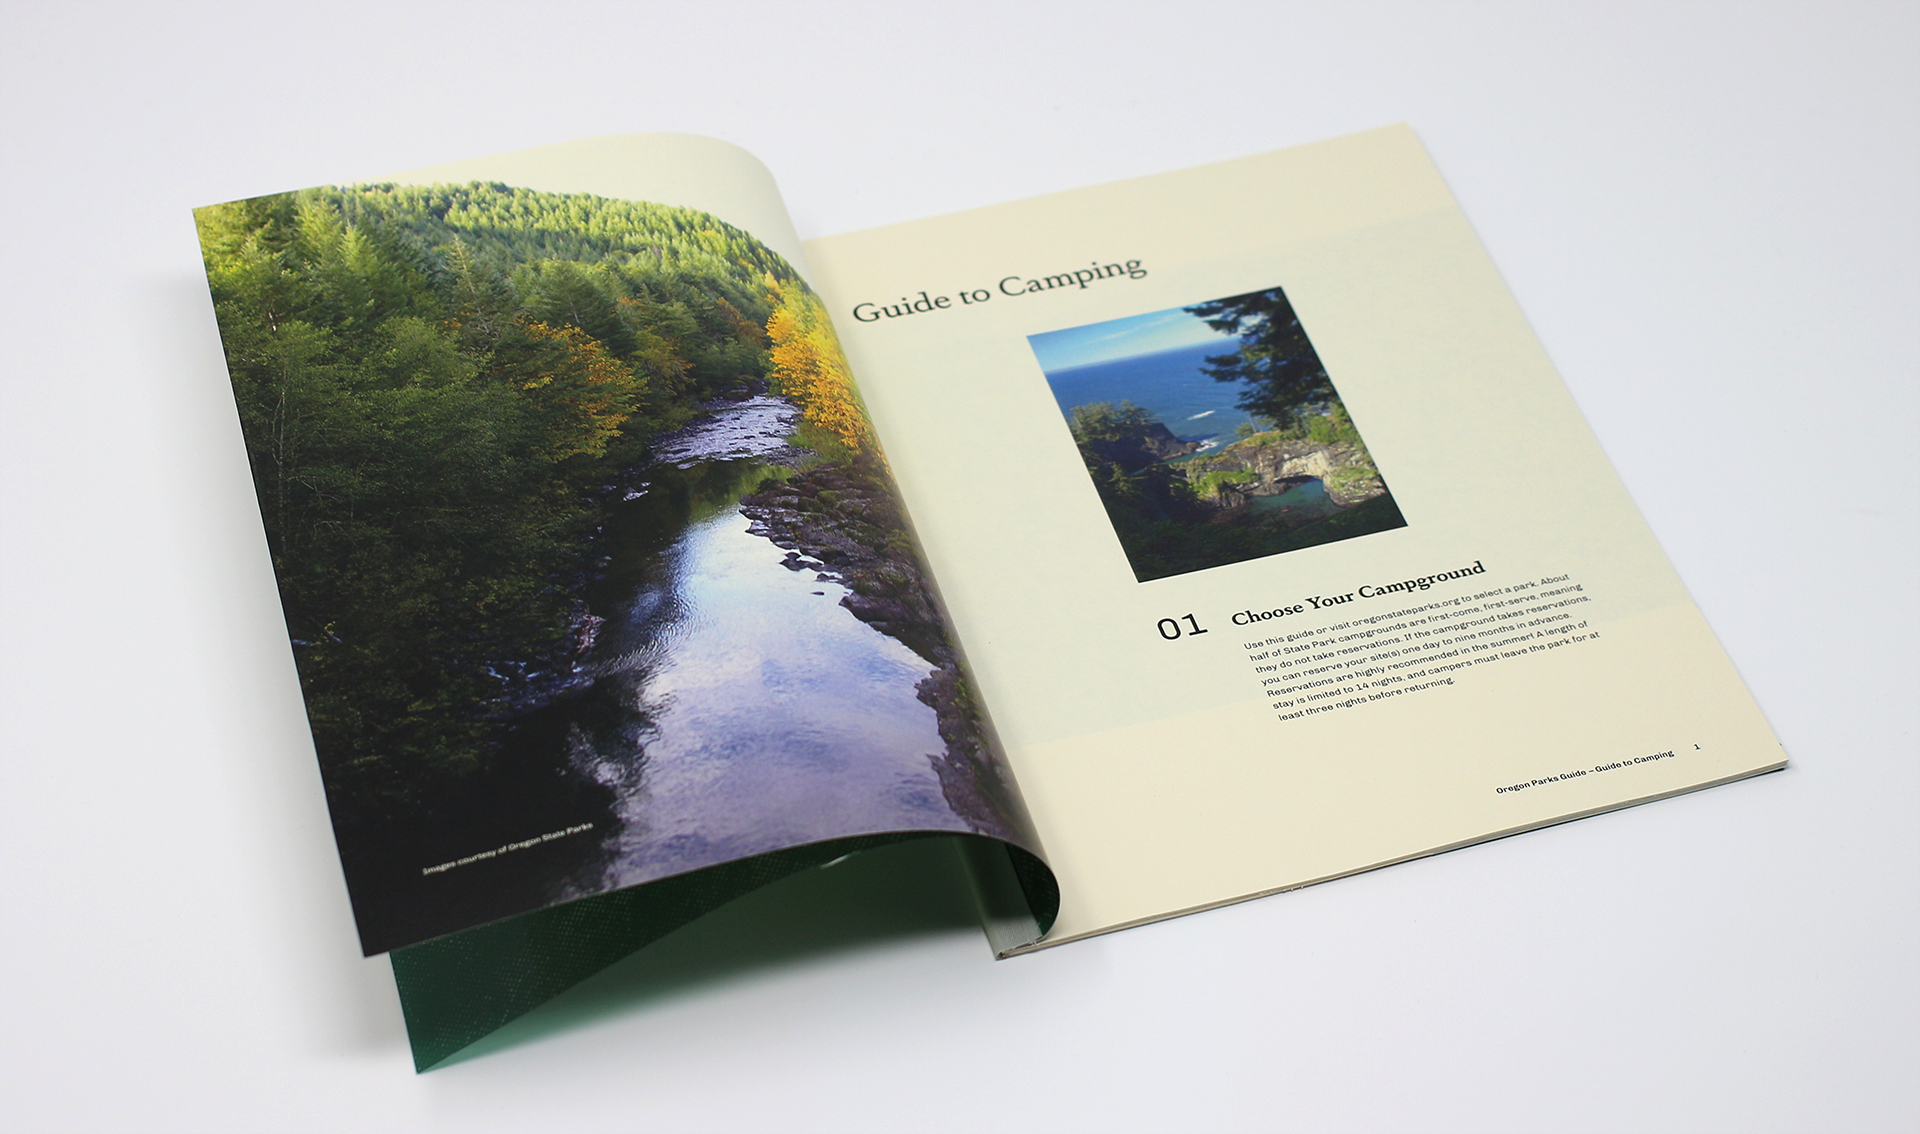 Images courtesy of Oregon State Parks
Guide to Camping
01
Choose Your Campground
Use this guide or visit oregonstateparks.org to select a park. About
half of State Park campgrounds are first-come, first-serve, meaning
they do not take reservations. If the campground takes reservations,
you can reserve your site(s) one day to nine months in advance.
Reservations are highly recommended in the summer! A length of
stay is limited to 14 nights, and campers must leave the park for at
least three nights before returning.
Oregon Parks Guide – Guide to Camping 1